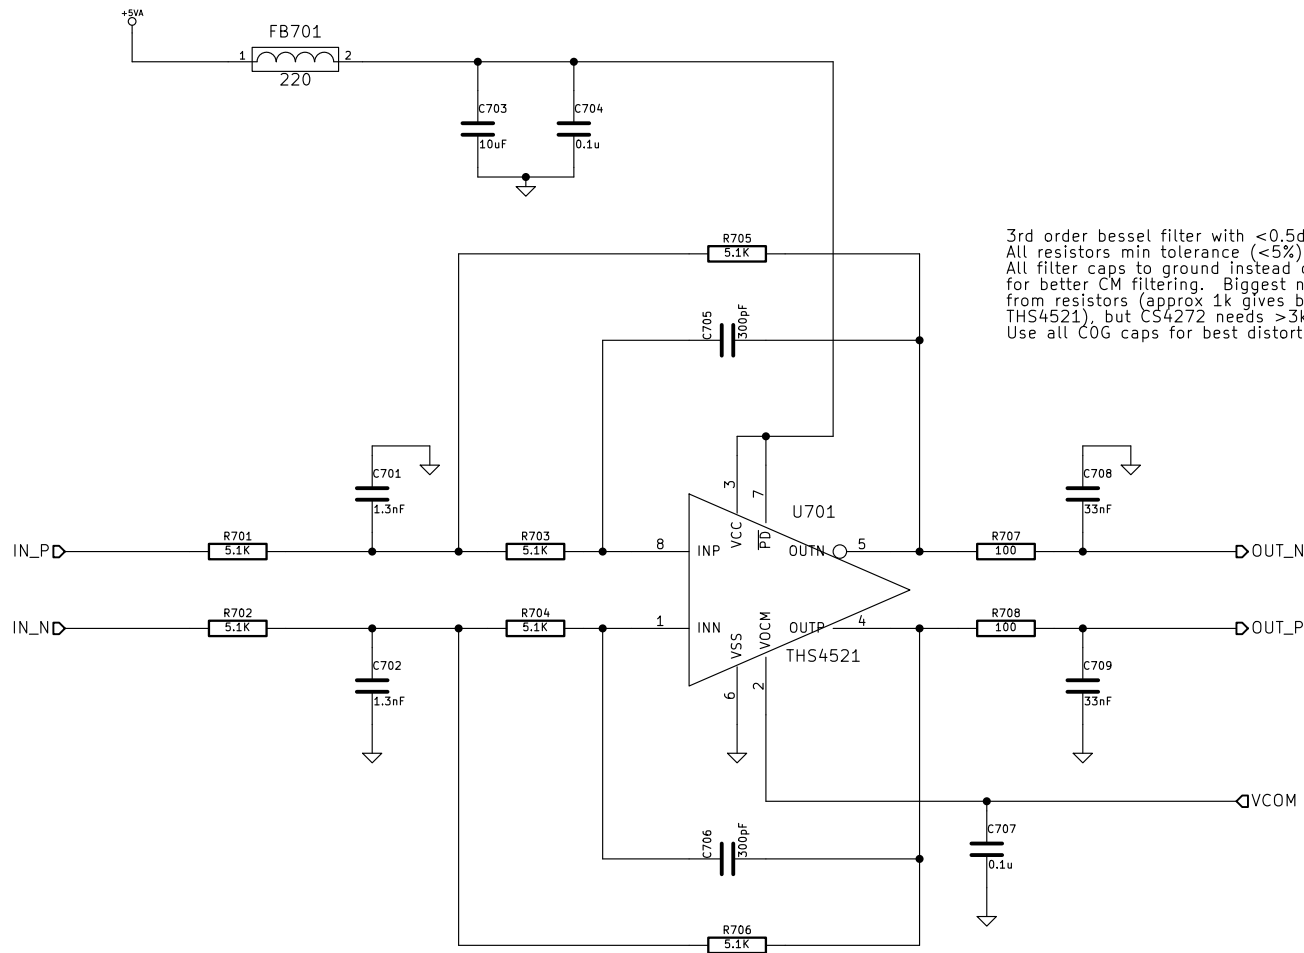 +5VA
FB701
1
2
220
C703
10uF
C704
0.1u
3rd order bessel filter with <0.5d
All resistors min tolerance (<5%)
All filter caps to ground instead
for better CM filtering. Biggest
from resistors (approx 1k gives
THS4521), but CS4272 needs >3k
Use all C0G caps for best distort
R705
5.1K
C705
300pF
C701
1.3nF
3
7
U701
C708
33nF
IN_P
R701
5.1K
R703
5.1K
8
INP
VCC
PD
OUTN
5
R707
100
OUT_N
IN_N
R702
5.1K
R704
5.1K
1
INN
VSS
VOCM
OUTP
4
R708
100
OUT_P
THS4521
C702
1.3nF
6
2
C709
33nF
VCOM
C706
300pF
C707
0.1u
R706
5.1K